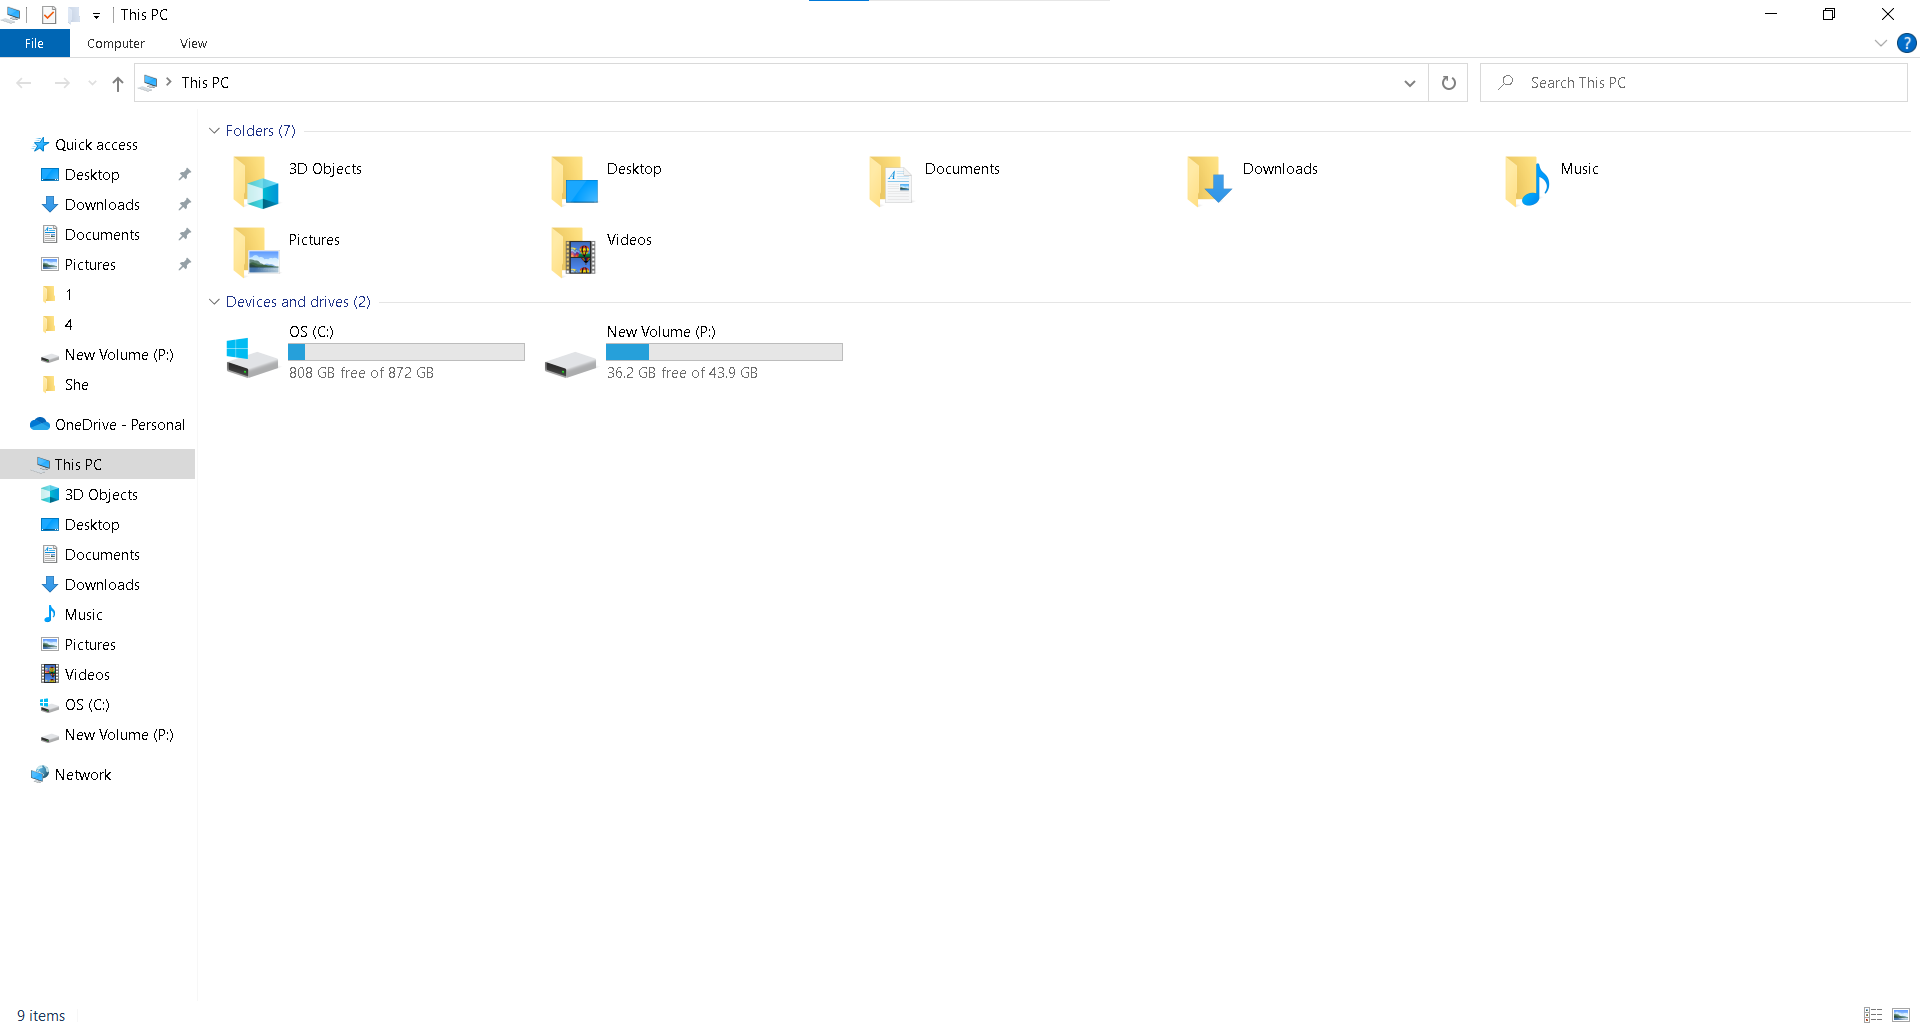 This PC
File
Computer
View
This PC
Search This PC
Quick access
Desktop
Downloads
Documents
Pictures
1
4
New Volume (P:)
She
OneDrive - Personal
This PC
3D Objects
Desktop
Documents
Downloads
Music
Pictures
Videos
OS (C:)
New Volume (P:)
Network
Folders (7)
3D Objects
Desktop
Documents
Downloads
Music
Pictures
Videos
Devices and drives (2)
OS (C:)
808 GB free of 872 GB
New Volume (P:)
36.2 GB free of 43.9 GB
9 items